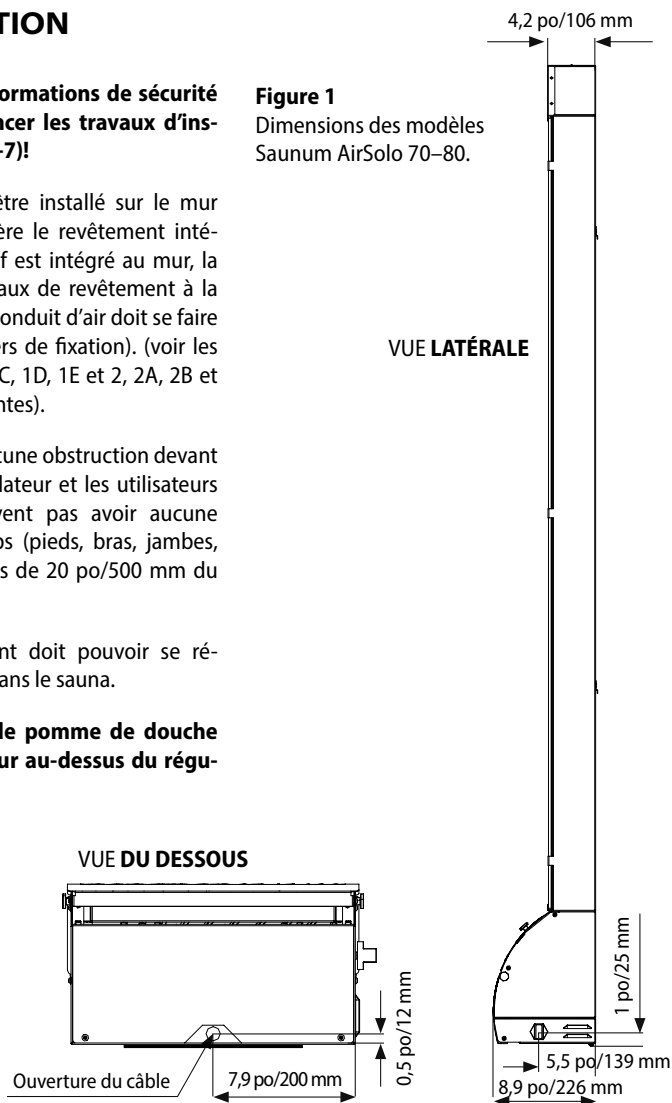 TION
ormations de sécurité
ncer les travaux d’ins-
-7)!
être installé sur le mur
ère le revêtement inté-
if est intégré au mur, la
aux de revêtement à la
onduit d’air doit se faire
ers de fixation). (voir les
C, 1D, 1E et 2, 2A, 2B et
ntes).
cune obstruction devant
lateur et les utilisateurs
vent pas avoir aucune
ps (pieds, bras, jambes,
s de 20 po/500 mm du
nt doit pouvoir se ré-
ans le sauna.
de pomme de douche
ur au-dessus du régu-
Figure 1
Dimensions des modèles
Saunum AirSolo 70–80.
4,2 po/106 mm
VUE LATÉRALE
VUE DU DESSOUS
Ouverture du câble
7,9 po/200 mm
0,5 po/12 mm
1 po/25 mm
5,5 po/139 mm
8,9 po/226 mm